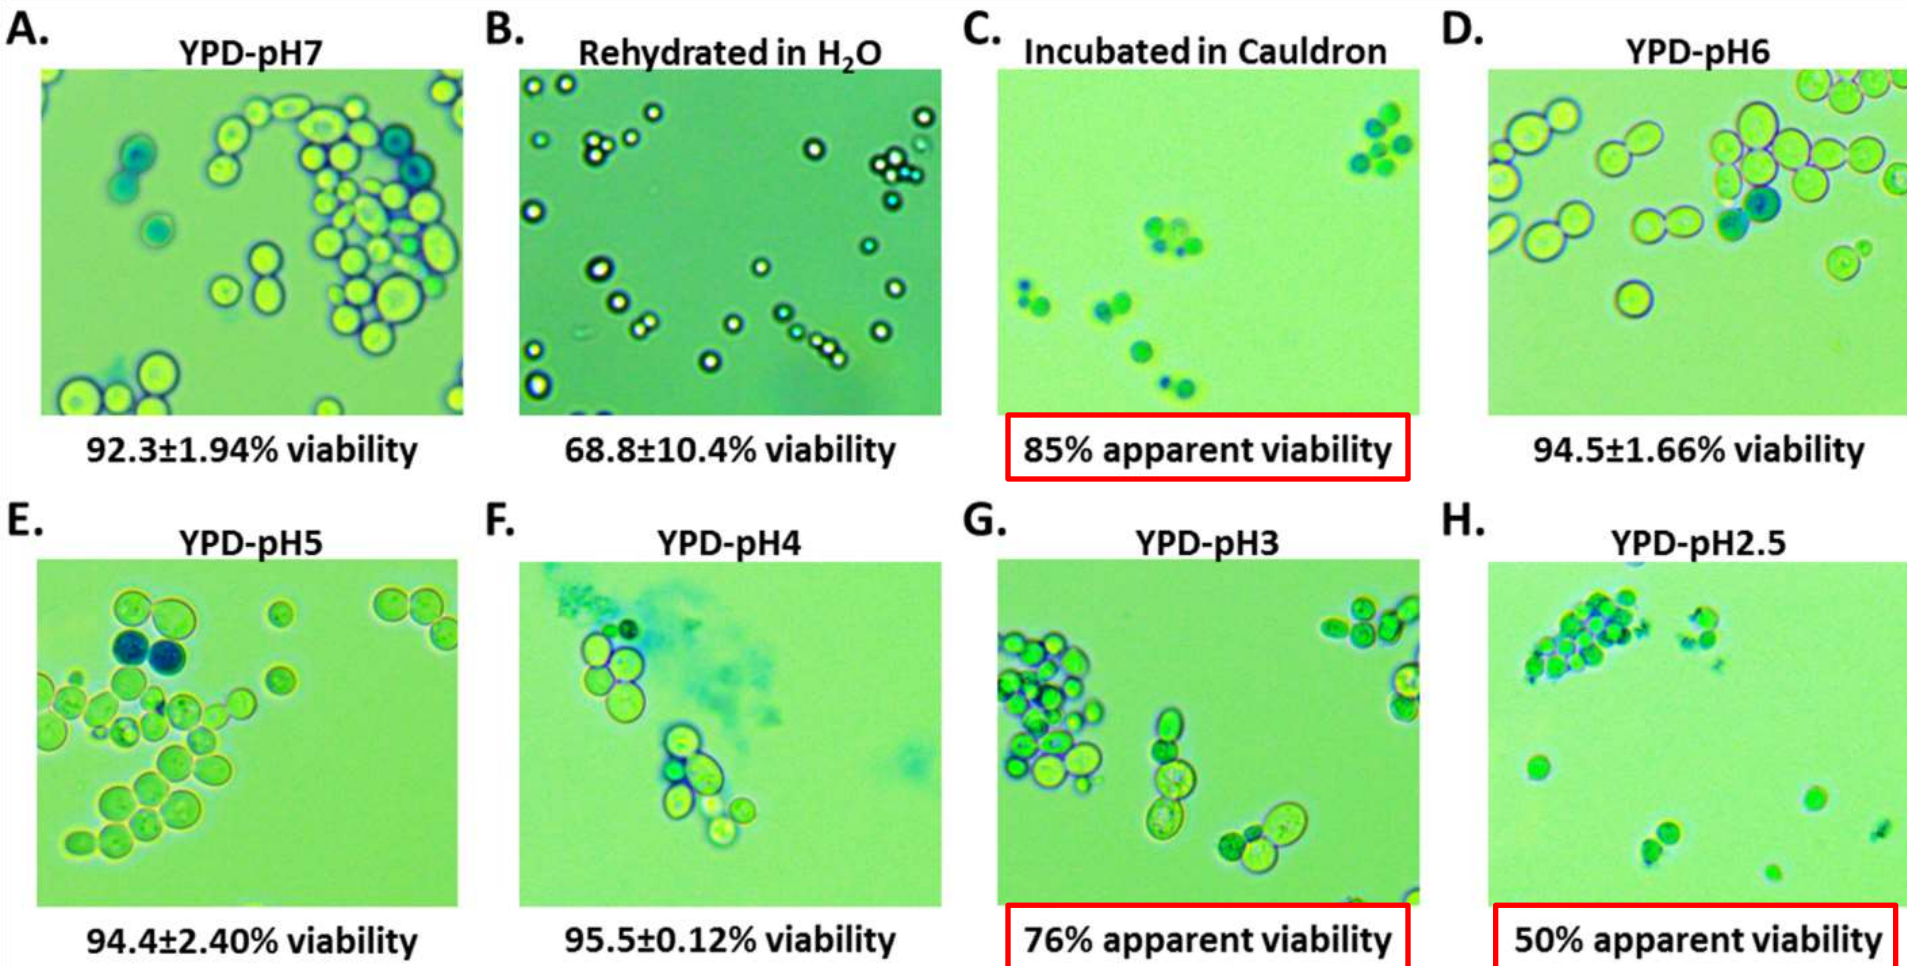 A.
YPD-pH7
92.3±1.94% viability
B.
Rehydrated in H₂O
68.8±10.4% viability
C.
Incubated in Cauldron
85% apparent viability
D.
YPD-pH6
94.5±1.66% viability
E.
YPD-pH5
94.4±2.40% viability
F.
YPD-pH4
95.5±0.12% viability
G.
YPD-pH3
76% apparent viability
H.
YPD-pH2.5
50% apparent viability